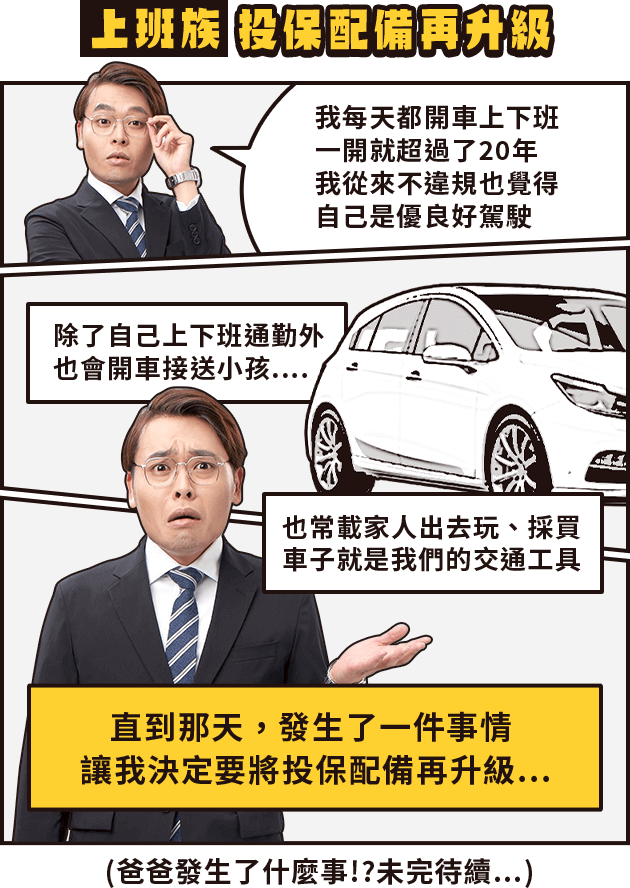 上班族 投保配備再升級
我每天都開車上下班
一開就超過了20年
我從來不違規也覺得
自己是優良好駕駛
除了自己上下班通勤外
也會開車接送小孩....
也常載家人出去玩、採買
車子就是我們的交通工具
直到那天，發生了一件事情
讓我決定要將投保配備再升級...
(爸爸發生了什麼事!?未完待續...)